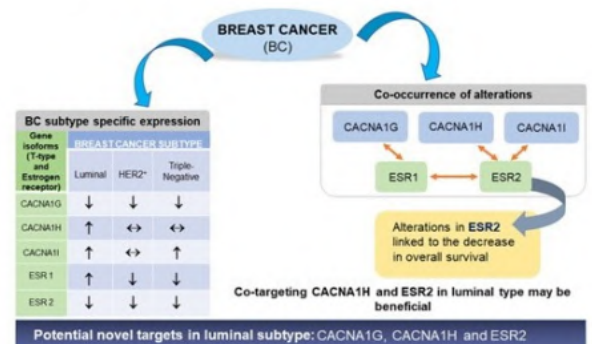 BREAST CANCER
(BC)
BC subtype specific expression
Gene isoforms (T-type and Estrogen receptor)
BREAST CANCER SUBTYPE
Luminal HER2+ Triple-Negative
CACNA1G ↓ ↓ ↓
CACNA1H ↑ ↔ ↔
CACNA1I ↑ ↔ ↑
ESR 1 ↑ ↓ ↓
ESR 2 ↓ ↓ ↓
Co-occurrence of alterations
CACNA1G CACNA1H CACNA1I
ESR1 ESR2
Alterations in ESR2
linked to the decrease
in overall survival
Co-targeting CACNA1H and ESR2 in luminal type may be
beneficial
Potential novel targets in luminal subtype: CACNA1G, CACNA1H and ESR2